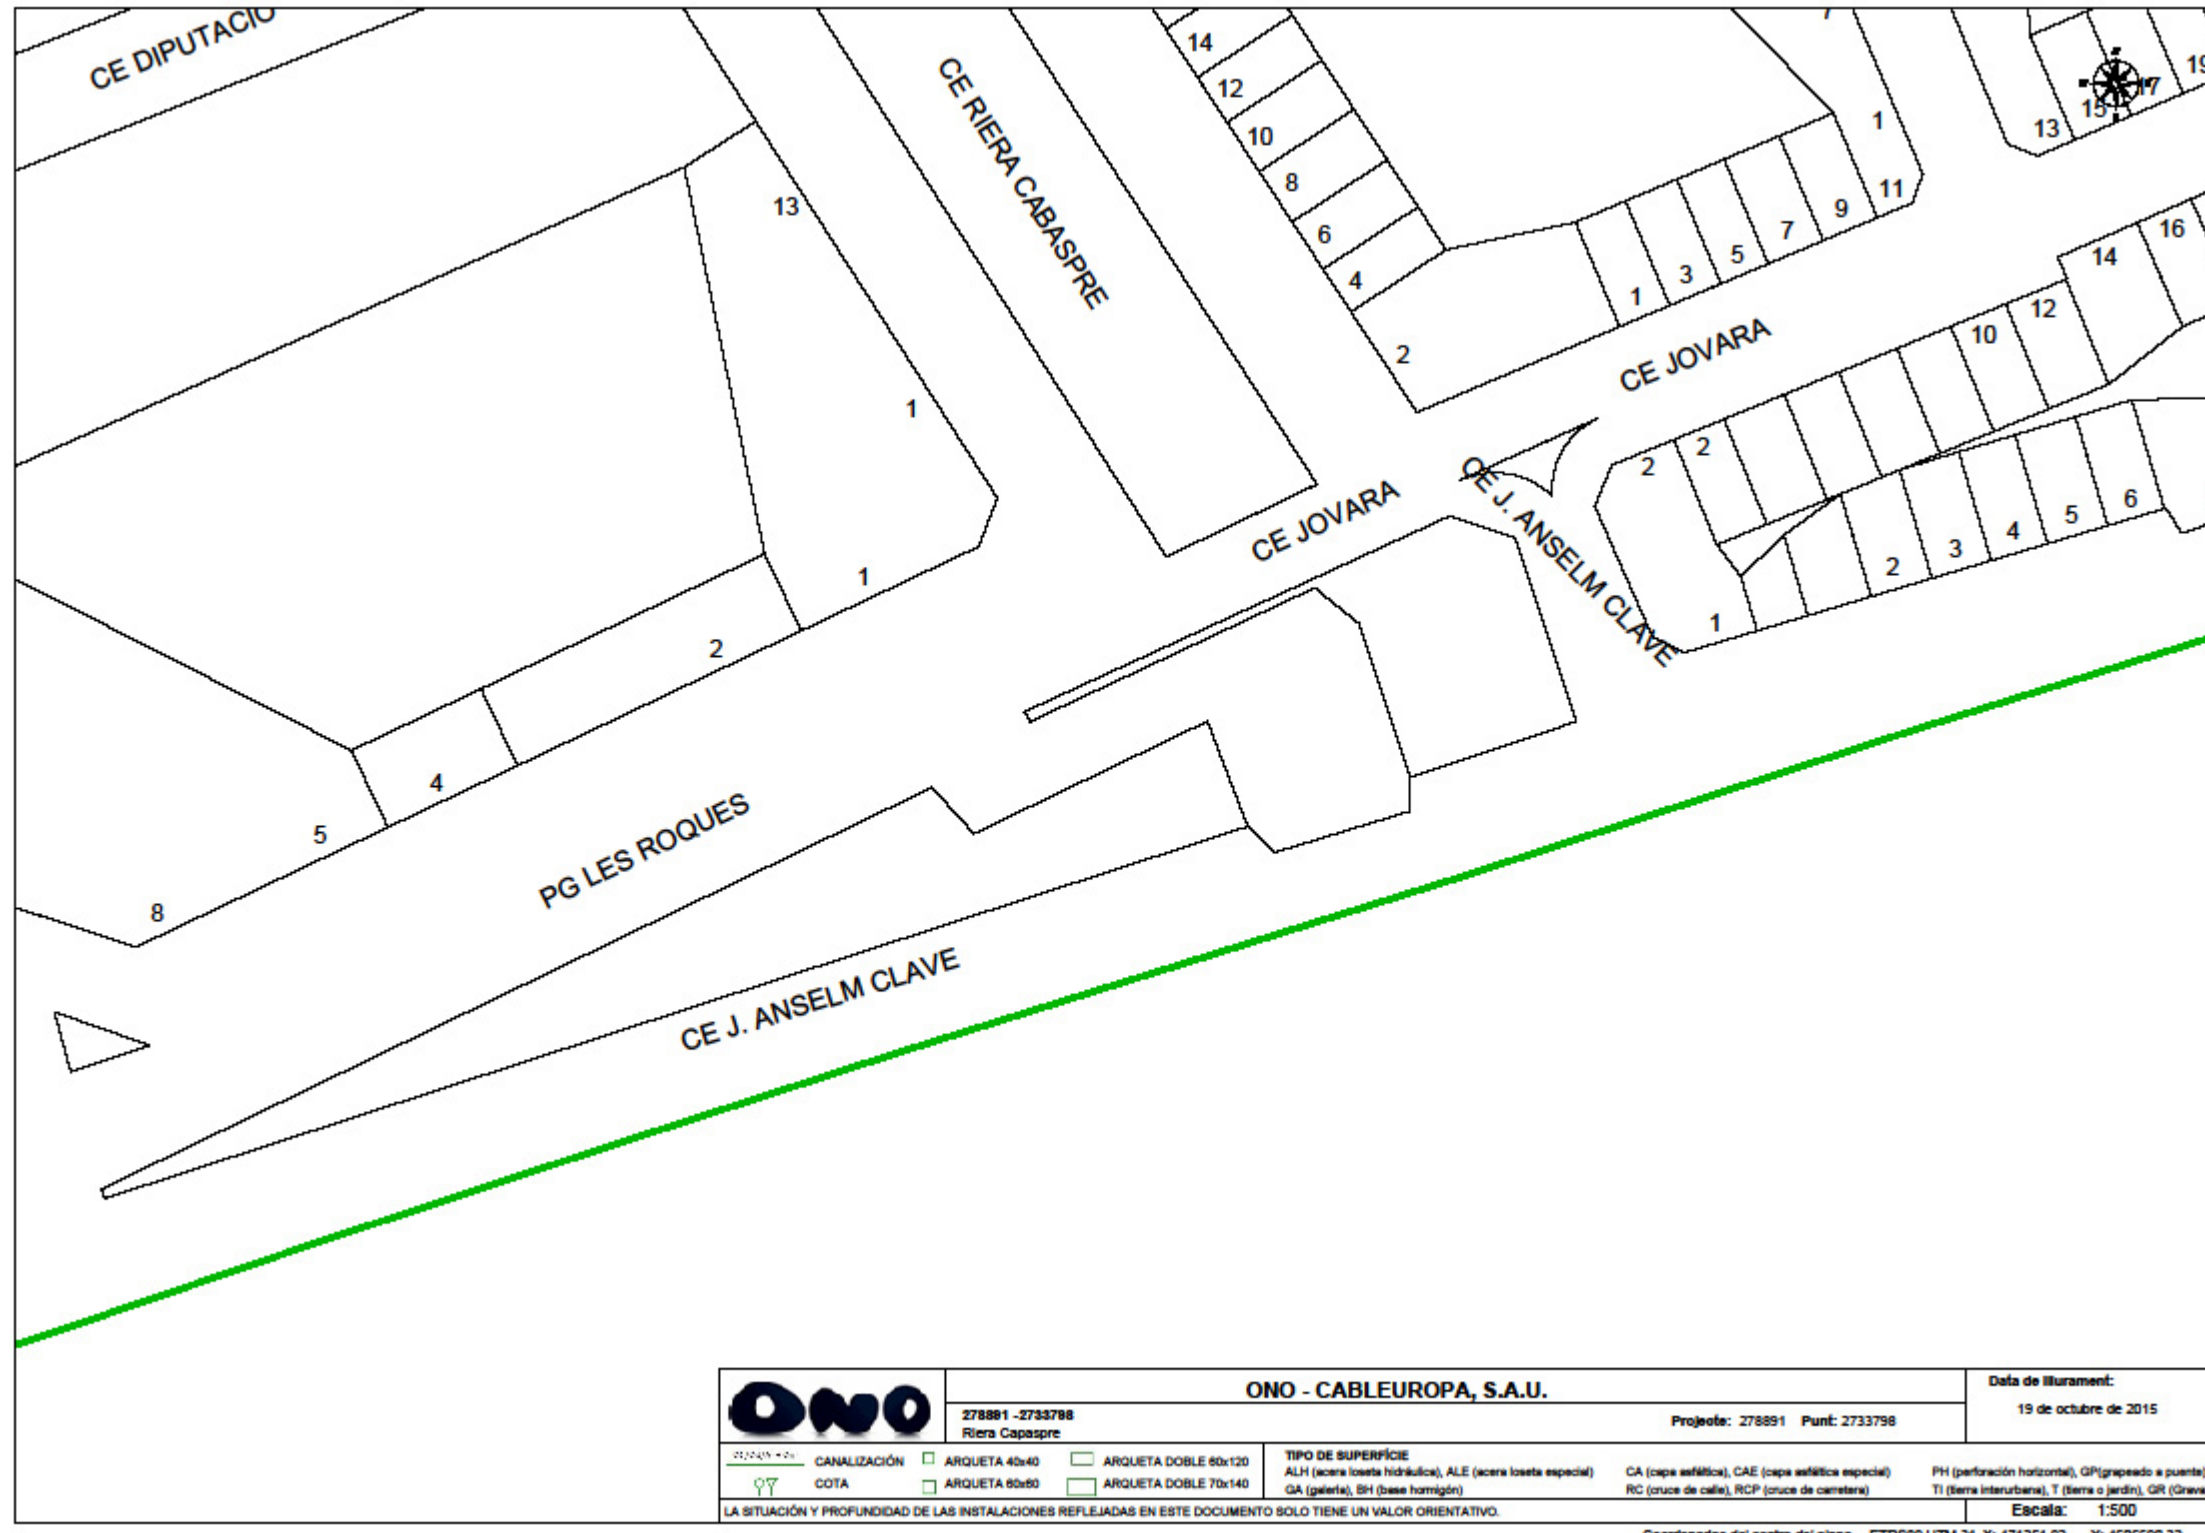 CE DIPUTACIO
CE RIERA CABASPRE
14
12
10
8
6
4
2
13
1
1
2
4
5
8
1
3
5
7
9
11
1
13
15
17
19
16
14
12
10
2
2
CE JOVARA
CE JOVARA
CE J. ANSELM CLAVE
1
2
3
4
5
6
PG LES ROQUES
CE J. ANSELM CLAVE
ONO
ONO - CABLEUROPA, S.A.U.
278891 -2733798
Riera Capaspre
Projecte: 278891 Punt: 2733798
Data de lliurament:
19 de octubre de 2015
CANALIZACIÓN
COTA
ARQUETA 40x40
ARQUETA 60x60
ARQUETA DOBLE 60x120
ARQUETA DOBLE 70x140
TIPO DE SUPERFÍCIE
ALH (acera loseta hidráulica), ALE (acera loseta especial)
GA (galería), BH (base hormigón)
CA (capa asfáltica), CAE (capa asfáltica especial)
RC (cruce de calle), RCP (cruce de carretera)
PH (perforación horizontal), GP(grapeado a puente)
TI (tierra interurbana), T (tierra o jardín), GR (Grava
LA SITUACIÓN Y PROFUNDIDAD DE LAS INSTALACIONES REFLEJADAS EN ESTE DOCUMENTO SOLO TIENE UN VALOR ORIENTATIVO.
Escala: 1:500